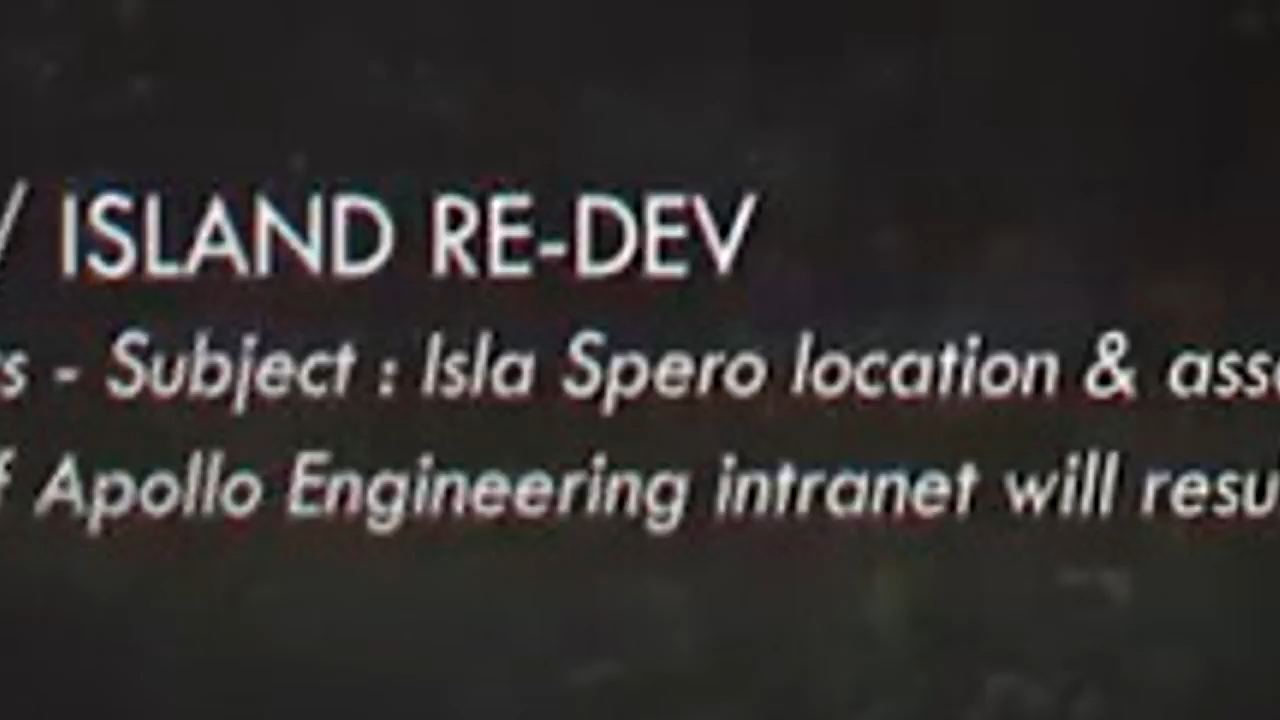 / ISLAND RE-DEV
- Subject : Isla Spero location &
Apollo Engineering intranet will